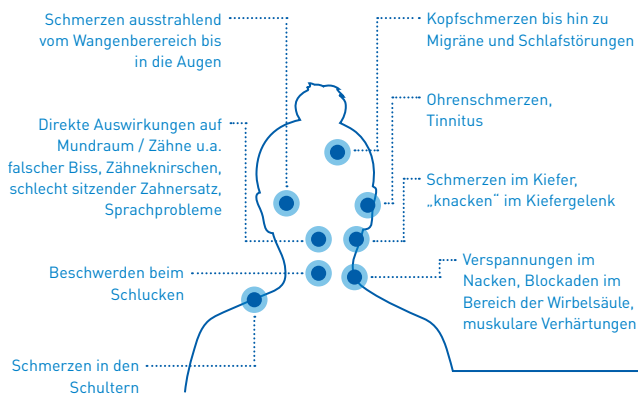 Schmerzen ausstrahlend
vom Wangenberereich bis
in die Augen
Direkte Auswirkungen auf
Mundraum / Zähne u.a.
falscher Biss, Zähneknirschen,
schlecht sitzender Zahnersatz,
Sprachprobleme
Beschwerden beim
Schlucken
Schmerzen in den
Schultern
Kopfschmerzen bis hin zu
Migräne und Schlafstörungen
Ohrenschmerzen,
Tinnitus
Schmerzen im Kiefer,
„knacken“ im Kiefergelenk
Verspannungen im
Nacken, Blockaden im
Bereich der Wirbelsäule,
muskulare Verhärtungen